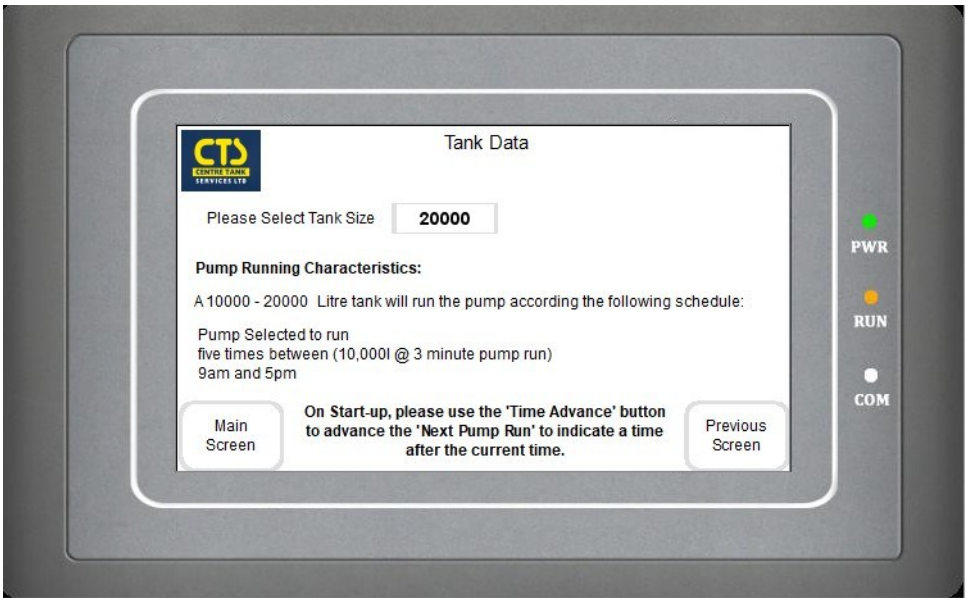 CTS
CENTRE TANK
SERVICES LTD
Tank Data
Please Select Tank Size 20000
Pump Running Characteristics:
A 10000 - 20000 Litre tank will run the pump according the following schedule:
Pump Selected to run
five times between (10,000l @ 3 minute pump run)
9am and 5pm
Main
Screen
On Start-up, please use the 'Time Advance' button
to advance the 'Next Pump Run' to indicate a time
after the current time.
Previous
Screen
PWR
RUN
COM